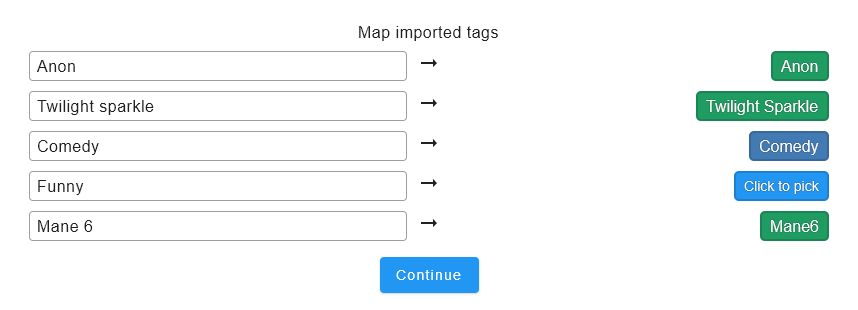 Map imported tags
Anon → Anon
Twilight sparkle → Twilight Sparkle
Comedy → Comedy
Funny → Click to pick
Mane 6 → Mane6
Continue